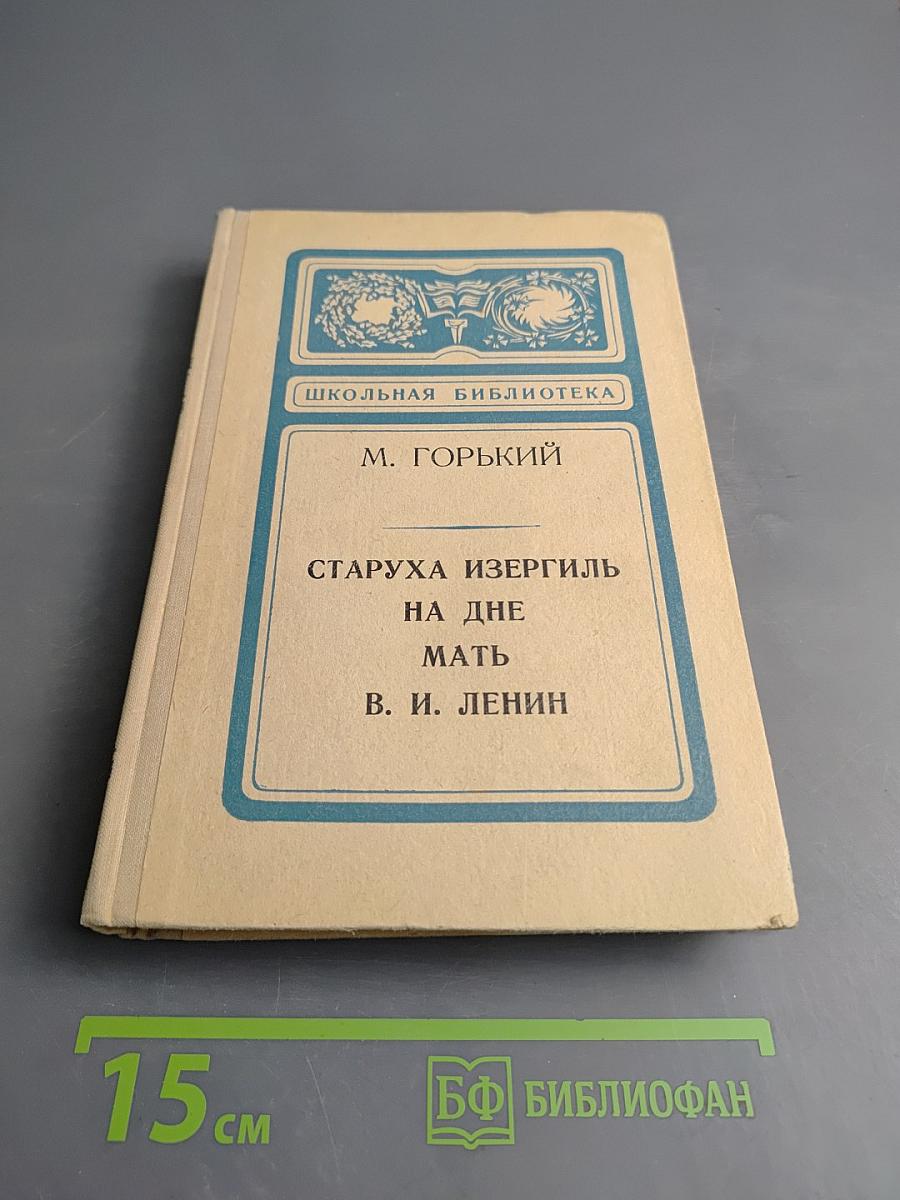 ШКОЛЬНАЯ БИБЛИОТЕКА
М. ГОРЬКИЙ
СТАРУХА ИЗЕРГИЛЬ
НА ДНЕ
МАТЬ
В. И. ЛЕНИН
15 см
БФ БИБЛИОФАН